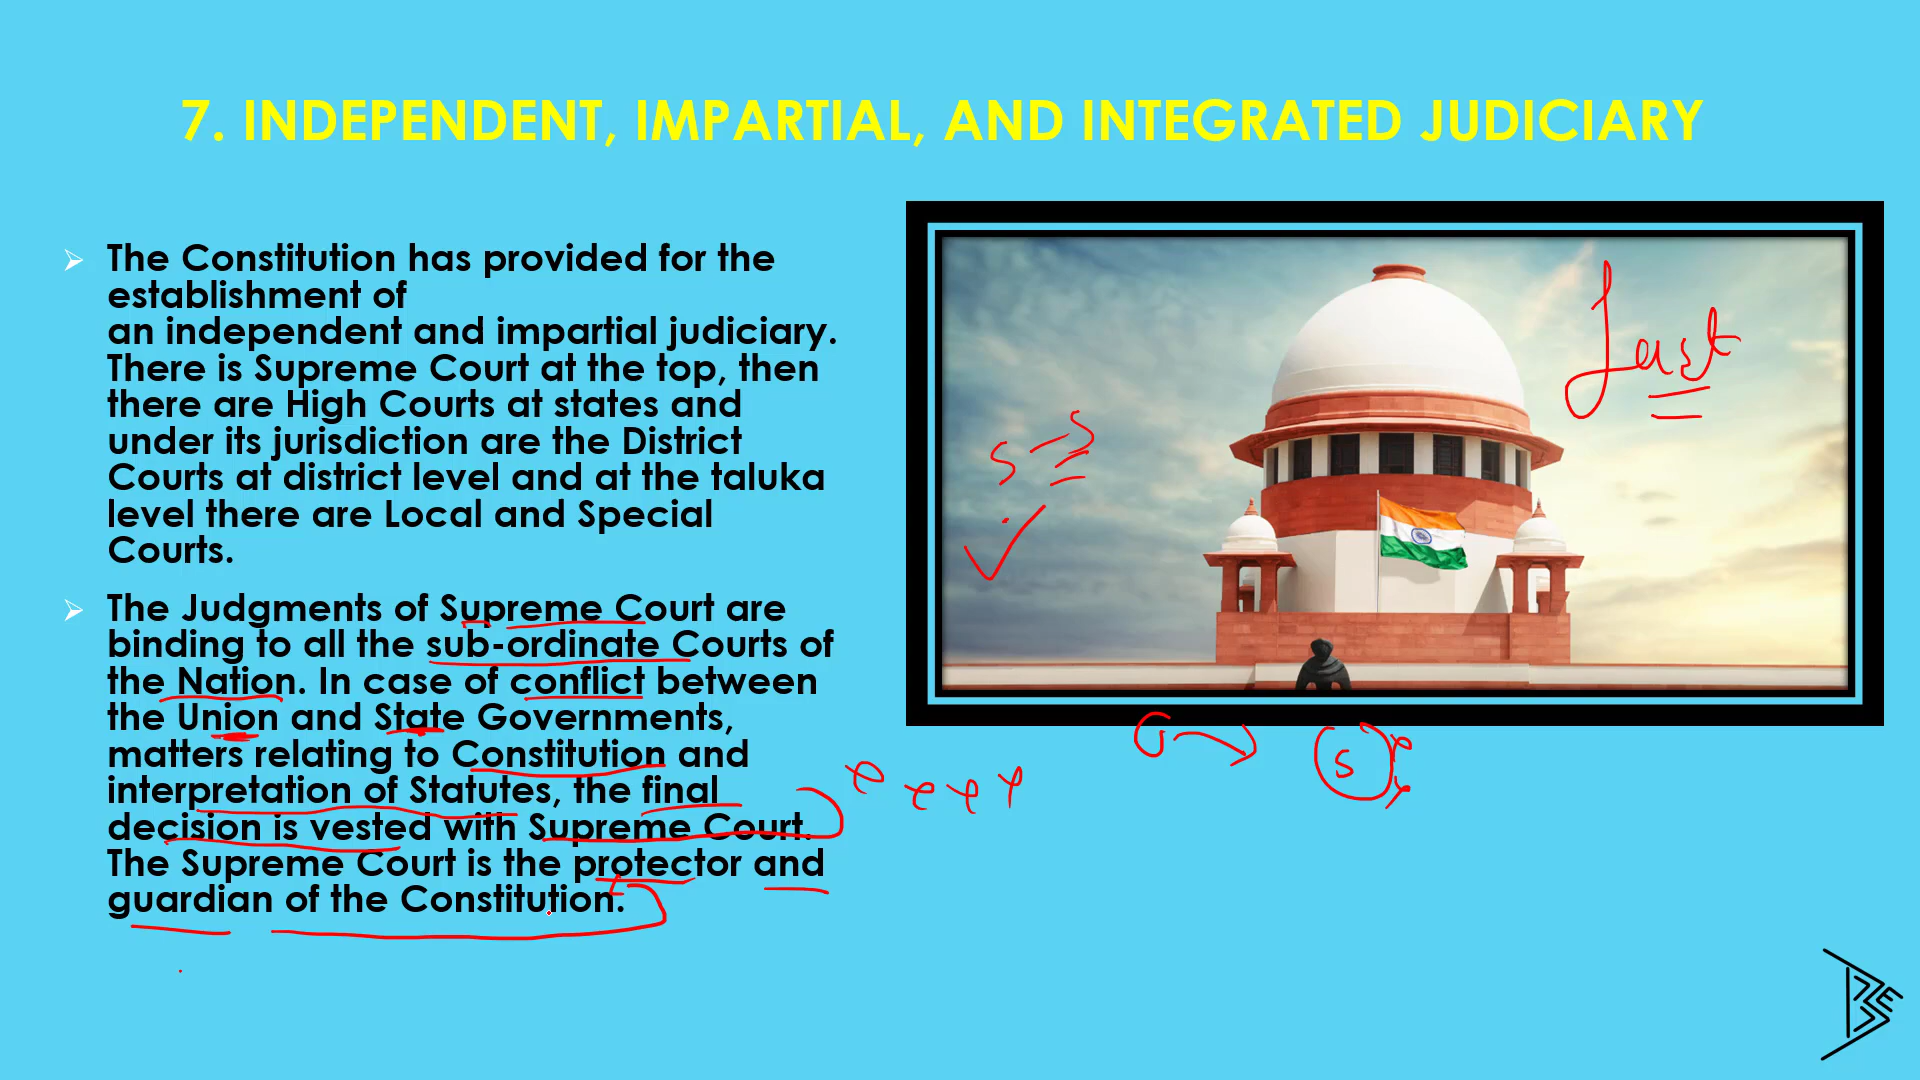 7. INDEPENDENT, IMPARTIAL, AND INTEGRATED JUDICIARY
The Constitution has provided for the
establishment of
an independent and impartial judiciary.
There is Supreme Court at the top, then
there are High Courts at states and
under its jurisdiction are the District
Courts at district level and at the taluka
level there are Local and Special
Courts.
The Judgments of Supreme Court are
binding to all the sub-ordinate Courts of
the Nation. In case of conflict between
the Union and State Governments,
matters relating to Constitution and
interpretation of Statutes, the final
decision is vested with Supreme Court.
The Supreme Court is the protector and
guardian of the Constitution.
S - S
G
S